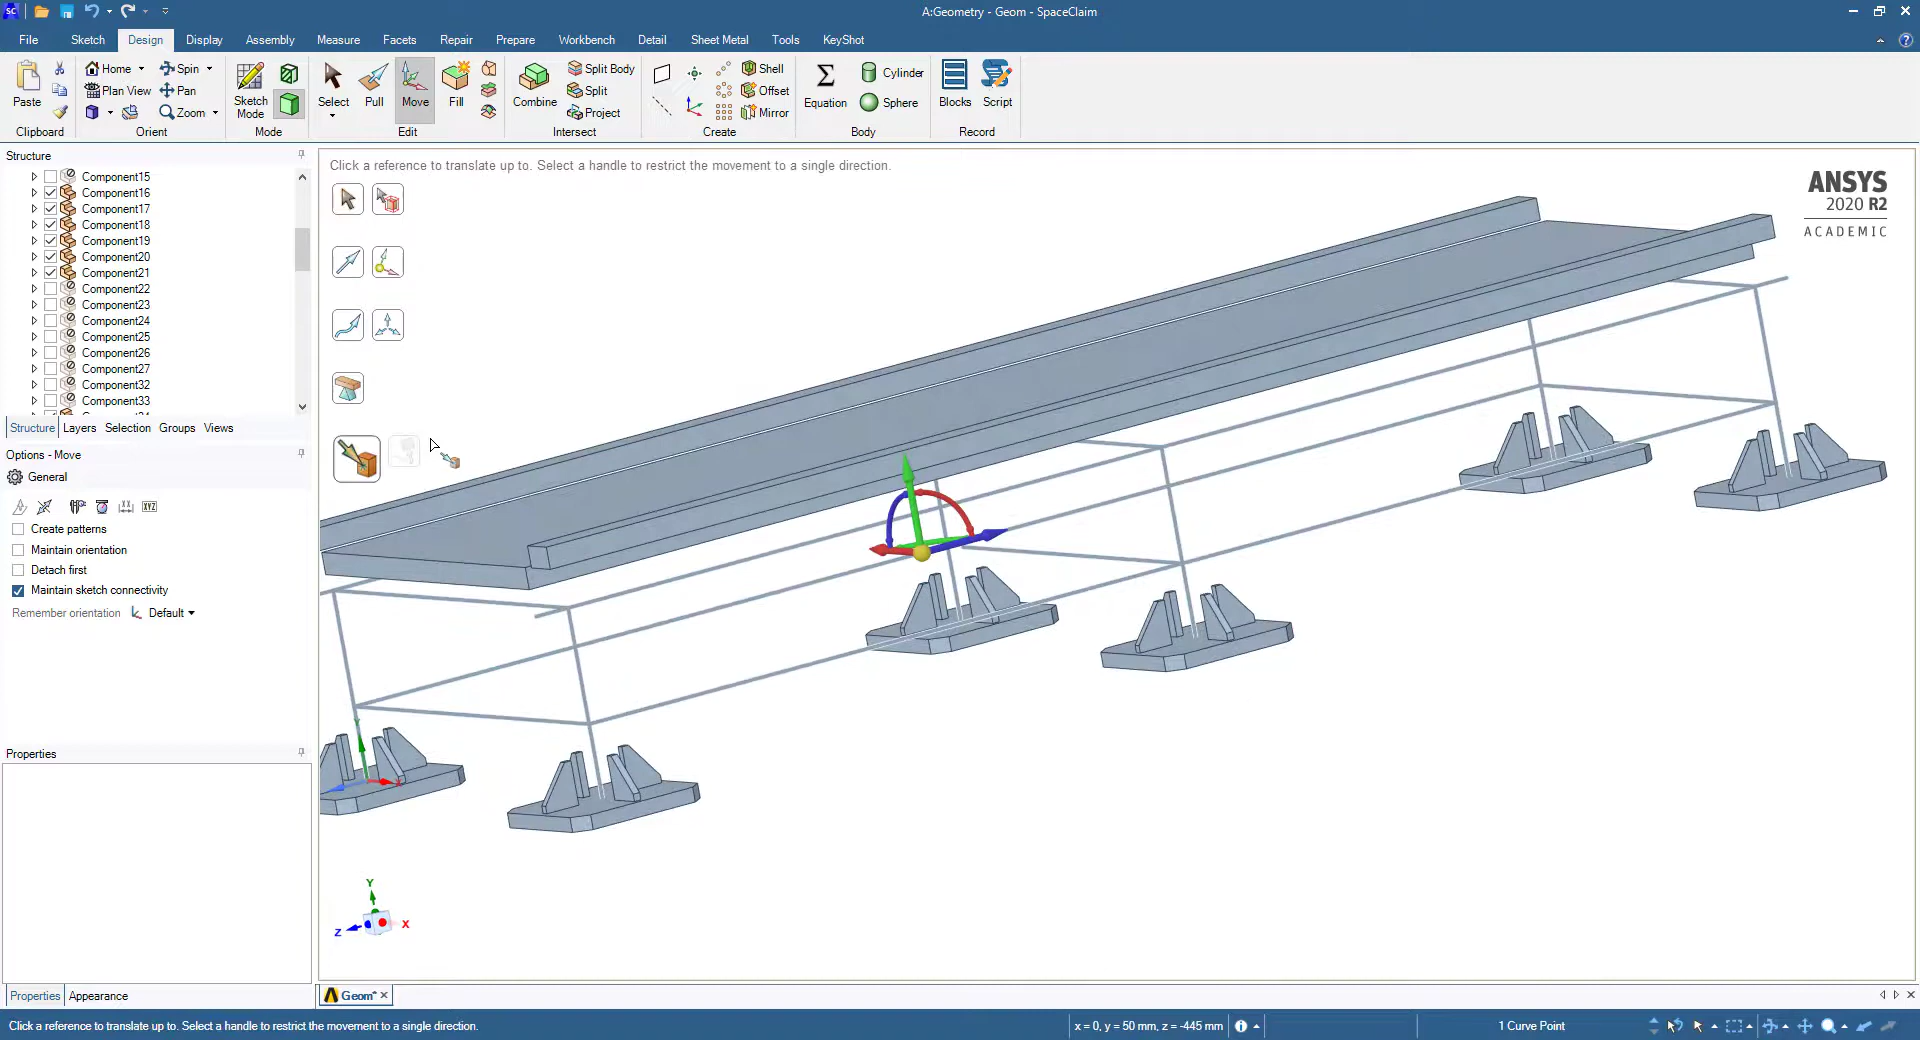 A:Geometry - Geom - SpaceClaim
File Sketch Design Display Assembly Measure Facets Repair Prepare Workbench Detail Sheet Metal Tools KeyShot
Paste
Clipboard
Home Spin
Plan View Pan
Zoom
Orient
Sketch
Mode
Mode
Select Pull Move Fill
Edit
Combine
Split Body
Split
Project
Intersect
Shell
Offset
Mirror
Create
Equation
Cylinder
Sphere
Body
Blocks Script
Record
Structure
Component15
Component16
Component17
Component18
Component19
Component20
Component21
Component22
Component23
Component24
Component25
Component26
Component27
Component32
Component33
Structure Layers Selection Groups Views
Options - Move
General
XYZ
Create patterns
Maintain orientation
Detach first
Maintain sketch connectivity
Remember orientation Default
Properties
Properties Appearance
Click a reference to translate up to. Select a handle to restrict the movement to a single direction.
ANSYS
2020 R2
ACADEMIC
Y
X
Z
Y
X
Z
Geom*
Click a reference to translate up to. Select a handle to restrict the movement to a single direction.
x = 0, y = 50 mm, z = -445 mm
1 Curve Point